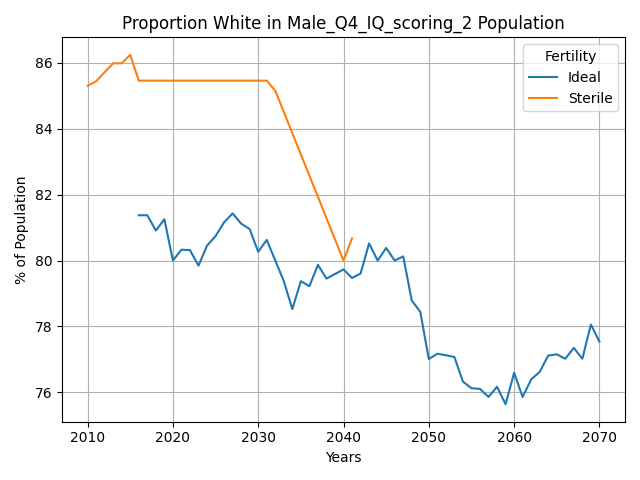 Proportion White in Male_Q4_IQ_scoring_2 Population
Fertility
Ideal
Sterile
% of Population
86
84
82
80
78
76
2010 2020 2030 2040 2050 2060 2070
Years